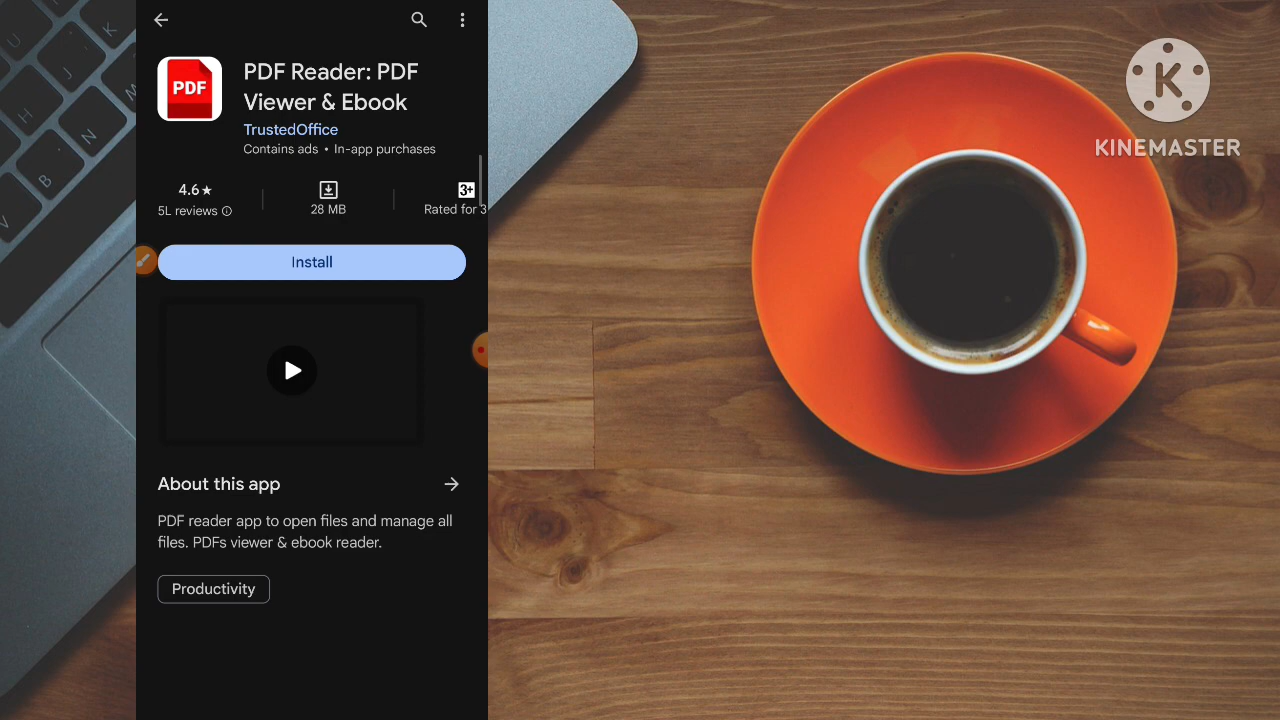 PDF
PDF Reader: PDF
Viewer & Ebook
TrustedOffice
Contains ads • In-app purchases
4.6★
5L reviews
28 MB
3+
Rated for 3
Install
About this app
PDF reader app to open files and manage all
files. PDFs viewer & ebook reader.
Productivity
K
KINEMASTER
U
J
K
H
N
M
B
V